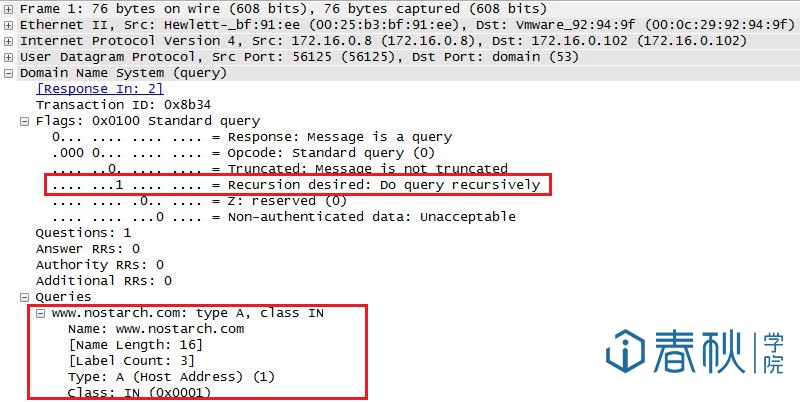 Frame 1: 76 bytes on wire (608 bits), 76 bytes captured (608 bits)
Ethernet II, Src: Hewlett-_bf:91:ee (00:25:b3:bf:91:ee), Dst: Vmware_92:94:9f (00:0c:29:92:94:9f)
Internet Protocol Version 4, Src: 172.16.0.8 (172.16.0.8), Dst: 172.16.0.102 (172.16.0.102)
User Datagram Protocol, Src Port: 56125 (56125), Dst Port: domain (53)
Domain Name System (query)
[Response In: 2]
Transaction ID: 0x8b34
Flags: 0x0100 Standard query
0... .... .... .... = Response: Message is a query
.000 0... .... .... = Opcode: Standard query (0)
.... ..0. .... .... = Truncated: Message is not truncated
.... ...1 .... .... = Recursion desired: Do query recursively
.... .... .0.. .... = Z: reserved (0)
.... .... ...0 .... = Non-authenticated data: Unacceptable
Questions: 1
Answer RRs: 0
Authority RRs: 0
Additional RRs: 0
Queries
www.nostarch.com: type A, class IN
Name: www.nostarch.com
[Name Length: 16]
[Label Count: 3]
Type: A (Host Address) (1)
Class: IN (0x0001)
春秋学院